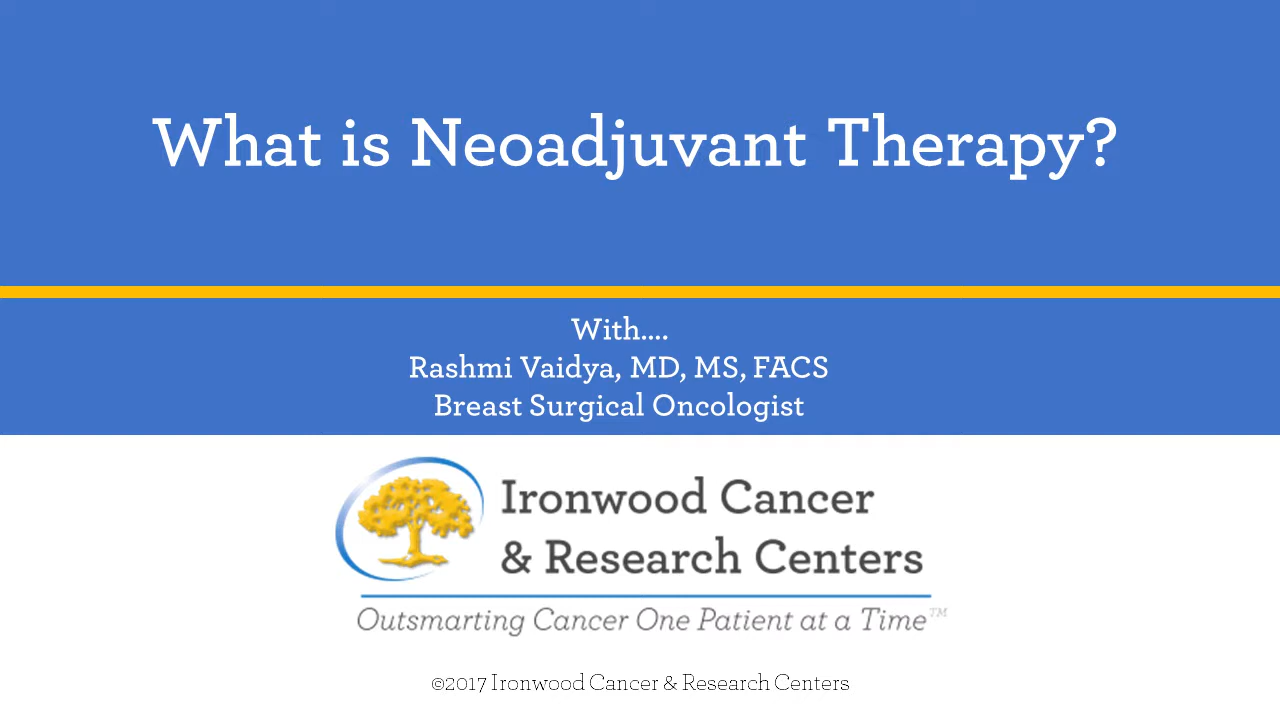 What is Neoadjuvant Therapy?
With....
Rashmi Vaidya, MD, MS, FACS
Breast Surgical Oncologist
Ironwood Cancer
& Research Centers
Outsmarting Cancer One Patient at a Time™
©2017 Ironwood Cancer & Research Centers